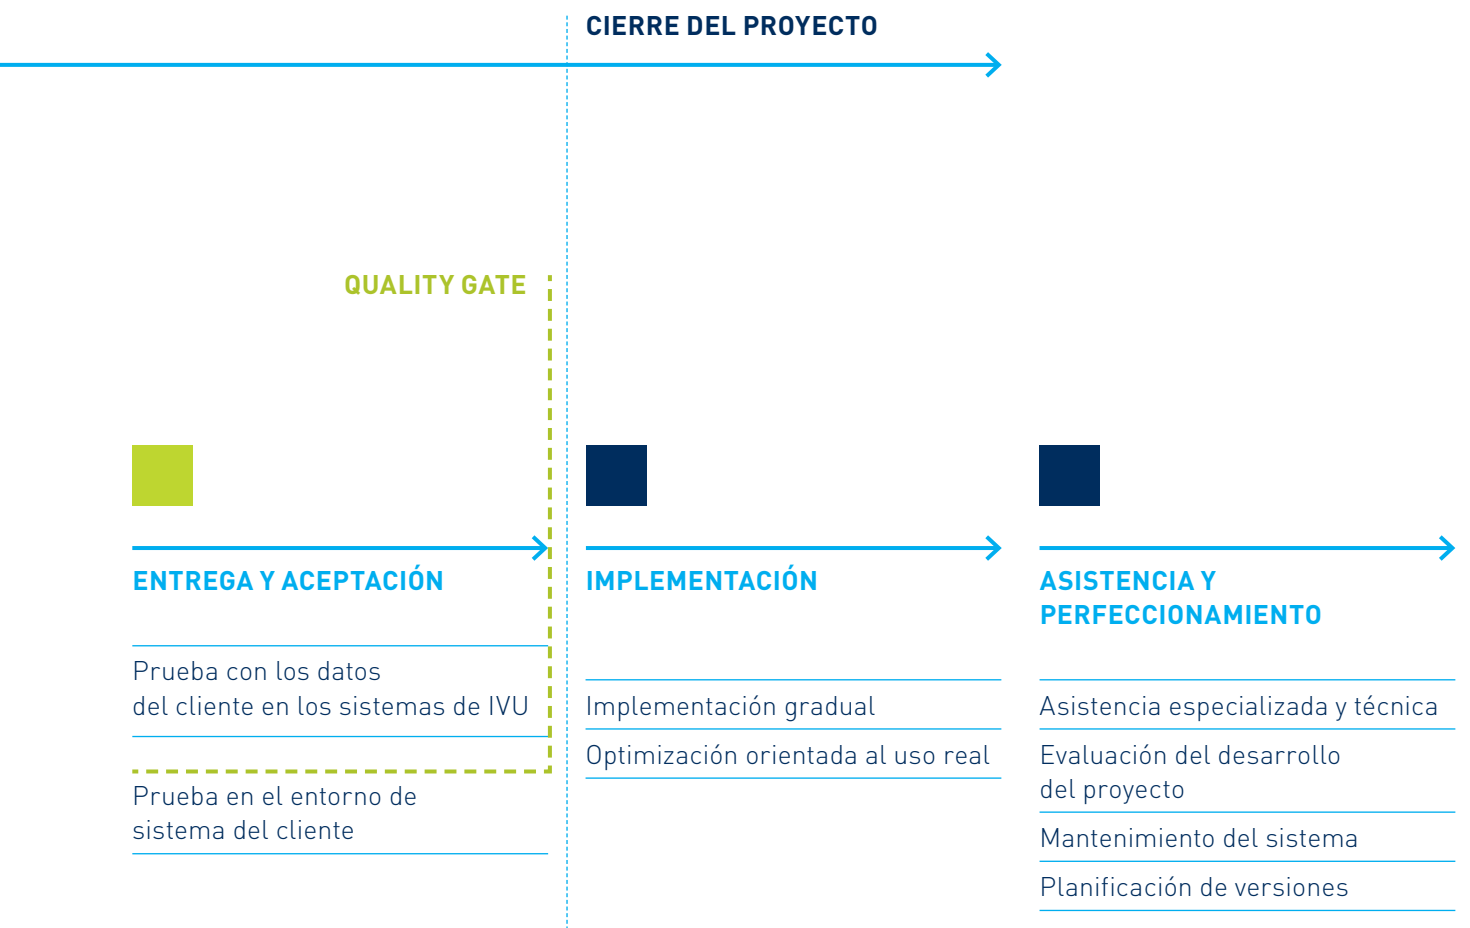 CIERRE DEL PROYECTO
QUALITY GATE
ENTREGA Y ACEPTACIÓN
Prueba con los datos
del cliente en los sistemas de IVU
Prueba en el entorno de
sistema del cliente
IMPLEMENTACIÓN
Implementación gradual
Optimización orientada al uso real
ASISTENCIA Y
PERFECCIONAMIENTO
Asistencia especializada y técnica
Evaluación del desarrollo
del proyecto
Mantenimiento del sistema
Planificación de versiones